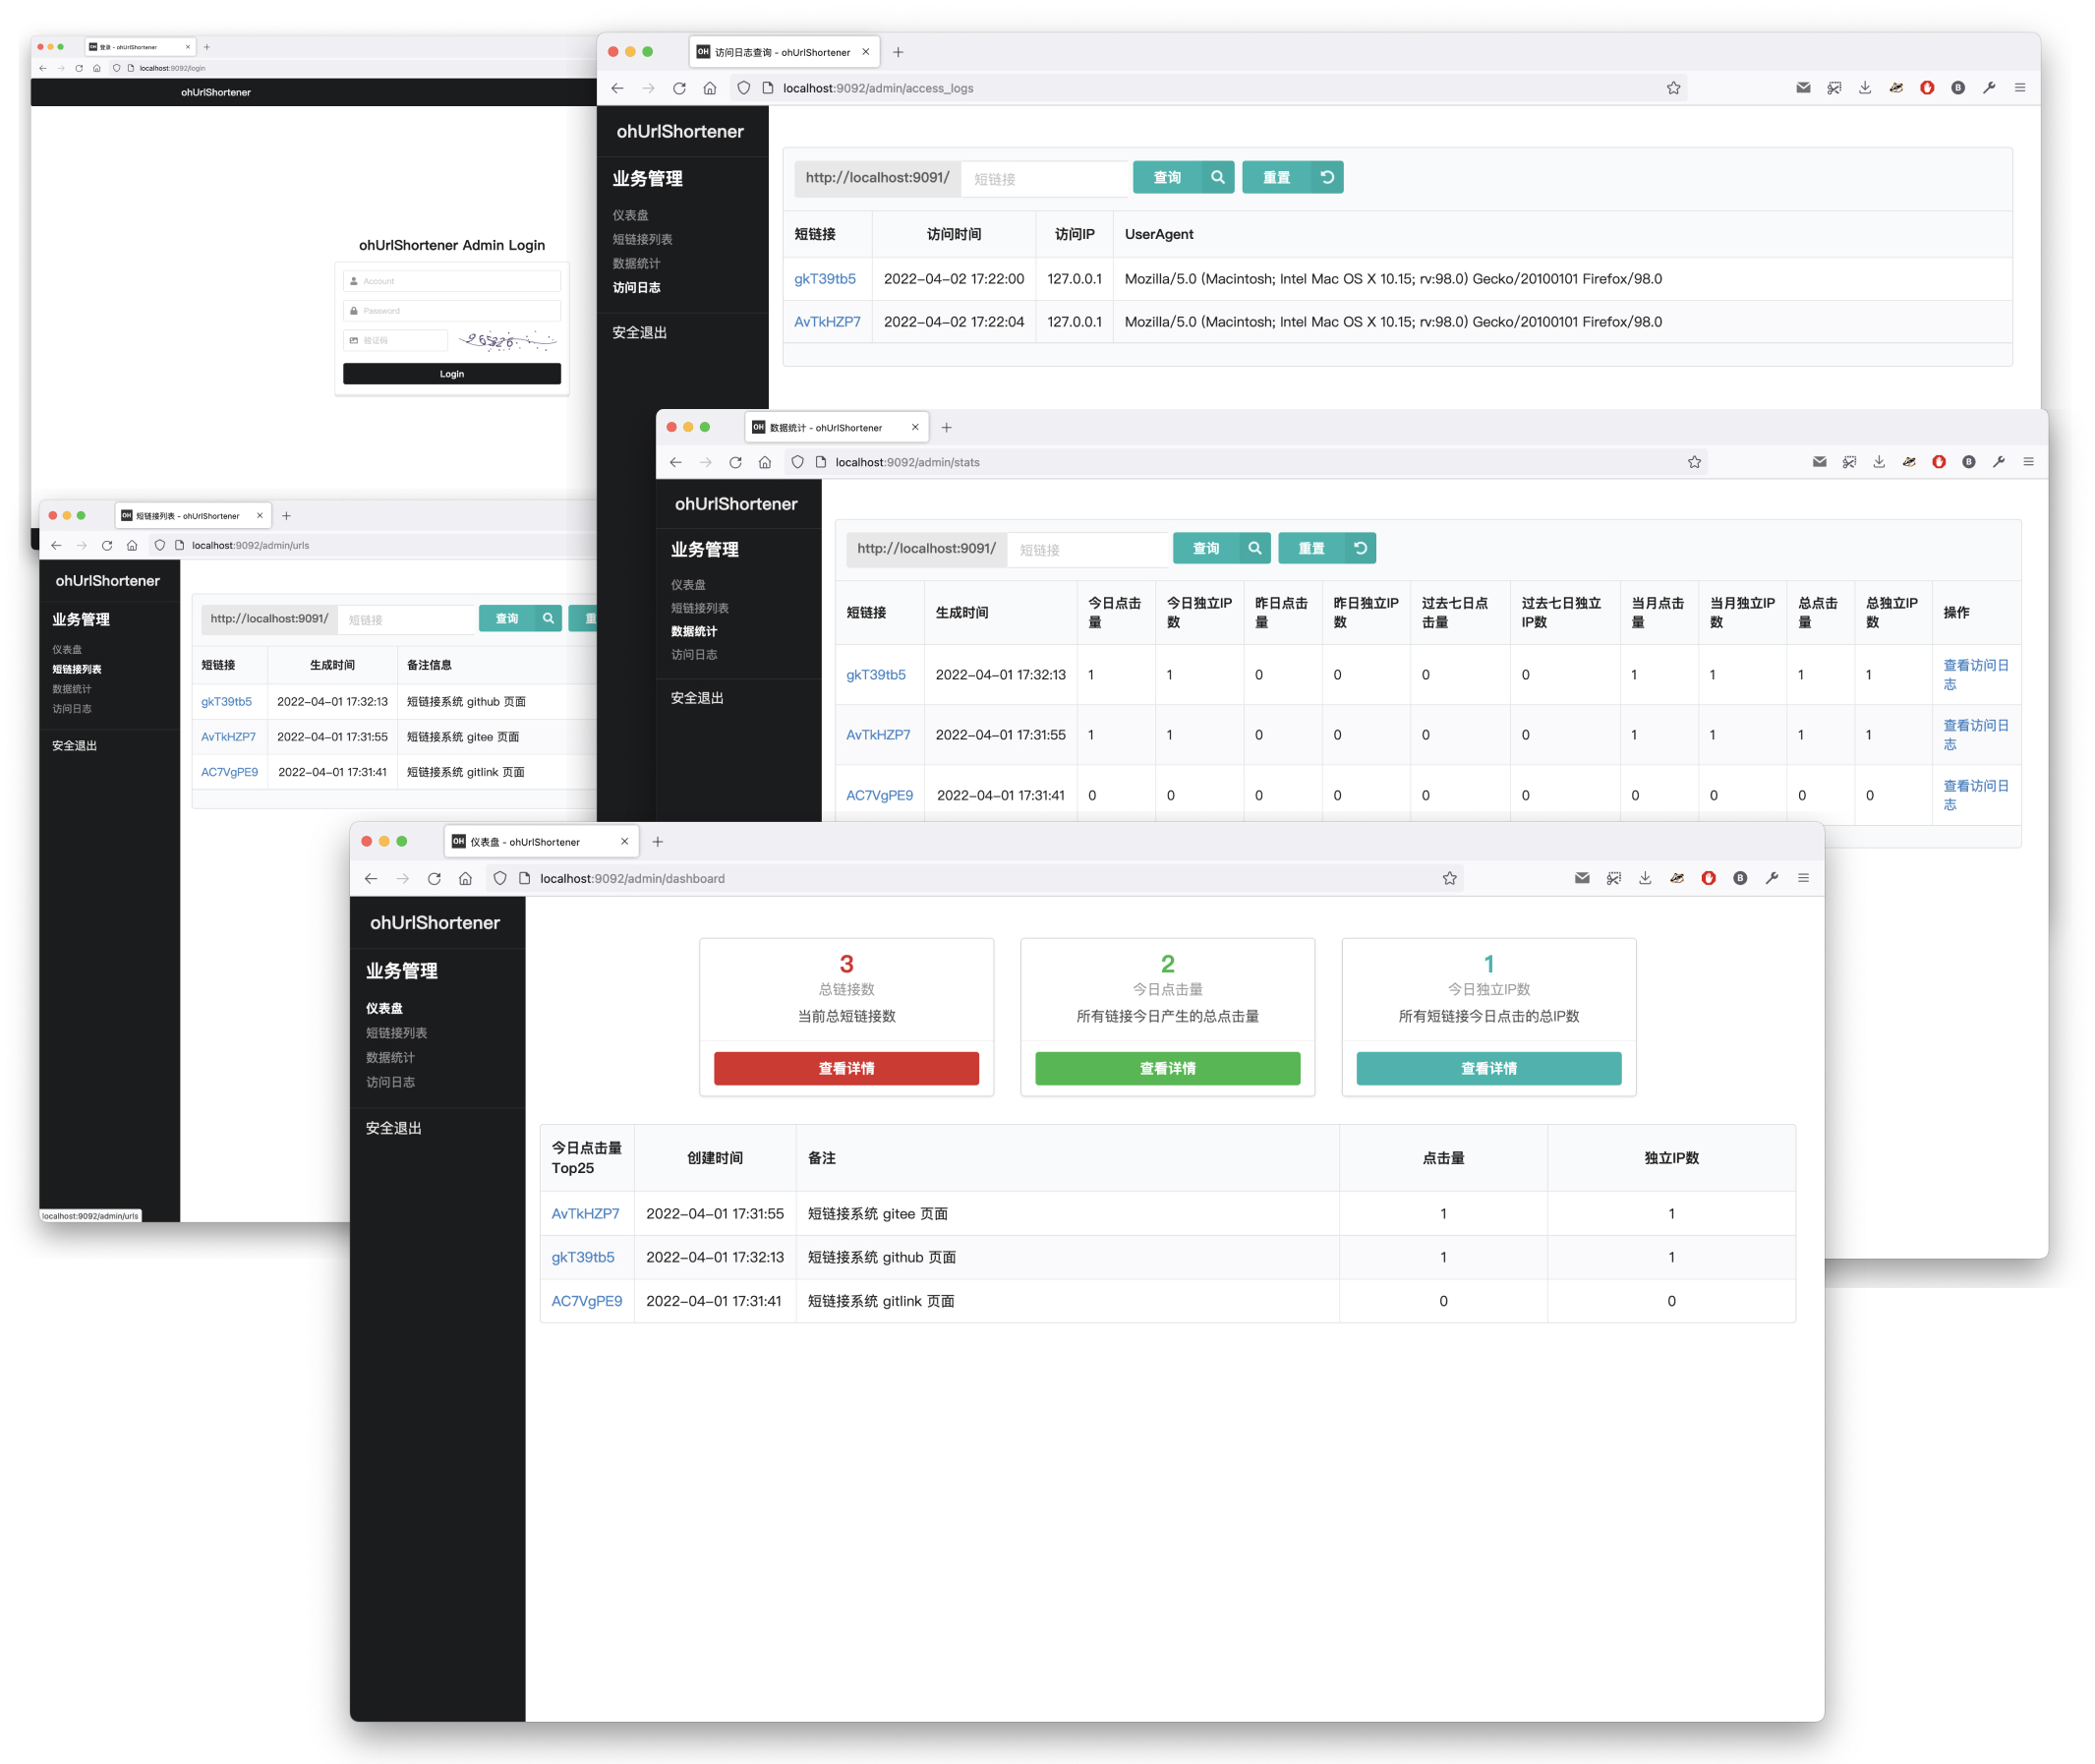 登录 - ohUrlShortener
localhost:9092/login
ohUrlShortener
ohUrlShortener Admin Login
Account
Password
验证码
Login
访问日志查询 - ohUrlShortener
localhost:9092/admin/access_logs
ohUrlShortener
业务管理
仪表盘
短链接列表
数据统计
访问日志
安全退出
http://localhost:9091/ 短链接 查询 重置
短链接 访问时间 访问IP UserAgent
gkT39tb5 2022-04-02 17:22:00 127.0.0.1 Mozilla/5.0 (Macintosh; Intel Mac OS X 10.15; rv:98.0) Gecko/20100101 Firefox/98.0
AvTkHZP7 2022-04-02 17:22:04 127.0.0.1 Mozilla/5.0 (Macintosh; Intel Mac OS X 10.15; rv:98.0) Gecko/20100101 Firefox/98.0
短链接列表 - ohUrlShortener
localhost:9092/admin/urls
ohUrlShortener
业务管理
仪表盘
短链接列表
数据统计
访问日志
安全退出
http://localhost:9091/ 短链接 查询 重
短链接 生成时间 备注信息
gkT39tb5 2022-04-01 17:32:13 短链接系统 github 页面
AvTkHZP7 2022-04-01 17:31:55 短链接系统 gitee 页面
AC7VgPE9 2022-04-01 17:31:41 短链接系统 gitlink 页面
localhost:9092/admin/urls
数据统计 - ohUrlShortener
localhost:9092/admin/stats
ohUrlShortener
业务管理
仪表盘
短链接列表
数据统计
访问日志
安全退出
http://localhost:9091/ 短链接 查询 重置
短链接 生成时间 今日点击量 今日独立IP数 昨日点击量 昨日独立IP数 过去七日点击量 过去七日独立IP数 当月点击量 当月独立IP数 总点击量 总独立IP数 操作
gkT39tb5 2022-04-01 17:32:13 1 1 0 0 0 0 1 1 1 1 查看访问日志
AvTkHZP7 2022-04-01 17:31:55 1 1 0 0 0 0 1 1 1 1 查看访问日志
AC7VgPE9 2022-04-01 17:31:41 0 0 0 0 0 0 0 0 0 0 查看访问日志
仪表盘 - ohUrlShortener
localhost:9092/admin/dashboard
ohUrlShortener
业务管理
仪表盘
短链接列表
数据统计
访问日志
安全退出
3
总链接数
当前总短链接数
查看详情
2
今日点击量
所有链接今日产生的总点击量
查看详情
1
今日独立IP数
所有短链接今日点击的总IP数
查看详情
今日点击量 Top25 创建时间 备注 点击量 独立IP数
AvTkHZP7 2022-04-01 17:31:55 短链接系统 gitee 页面 1 1
gkT39tb5 2022-04-01 17:32:13 短链接系统 github 页面 1 1
AC7VgPE9 2022-04-01 17:31:41 短链接系统 gitlink 页面 0 0